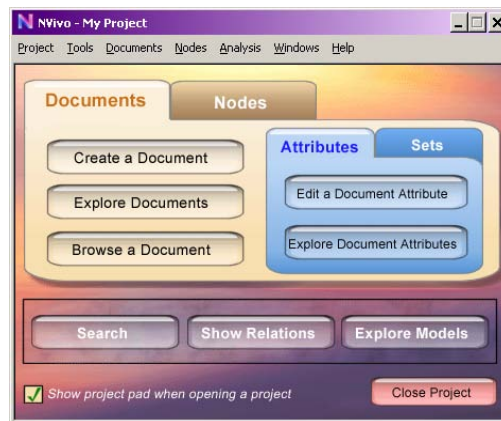 NVivo - My Project
Project Tools Documents Nodes Analysis Windows Help
Documents Nodes
Attributes Sets
Create a Document
Edit a Document Attribute
Explore Documents
Explore Document Attributes
Browse a Document
Search Show Relations Explore Models
Show project pad when opening a project Close Project